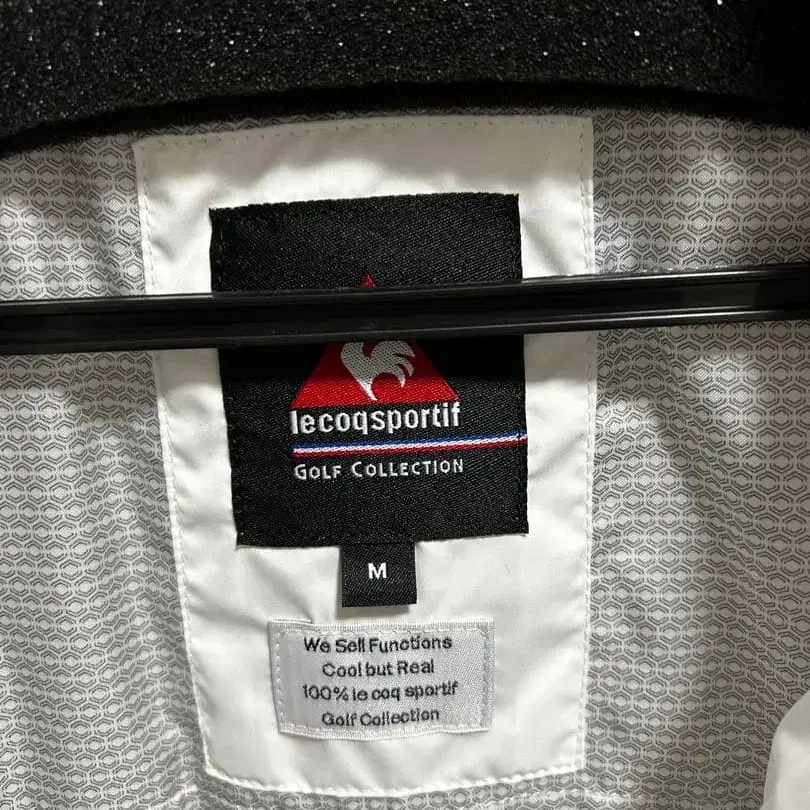 lecoqsportif
GOLF COLLECTION
M
We Sell Functions
Cool but Real
100% le coq sportif
Golf Collection